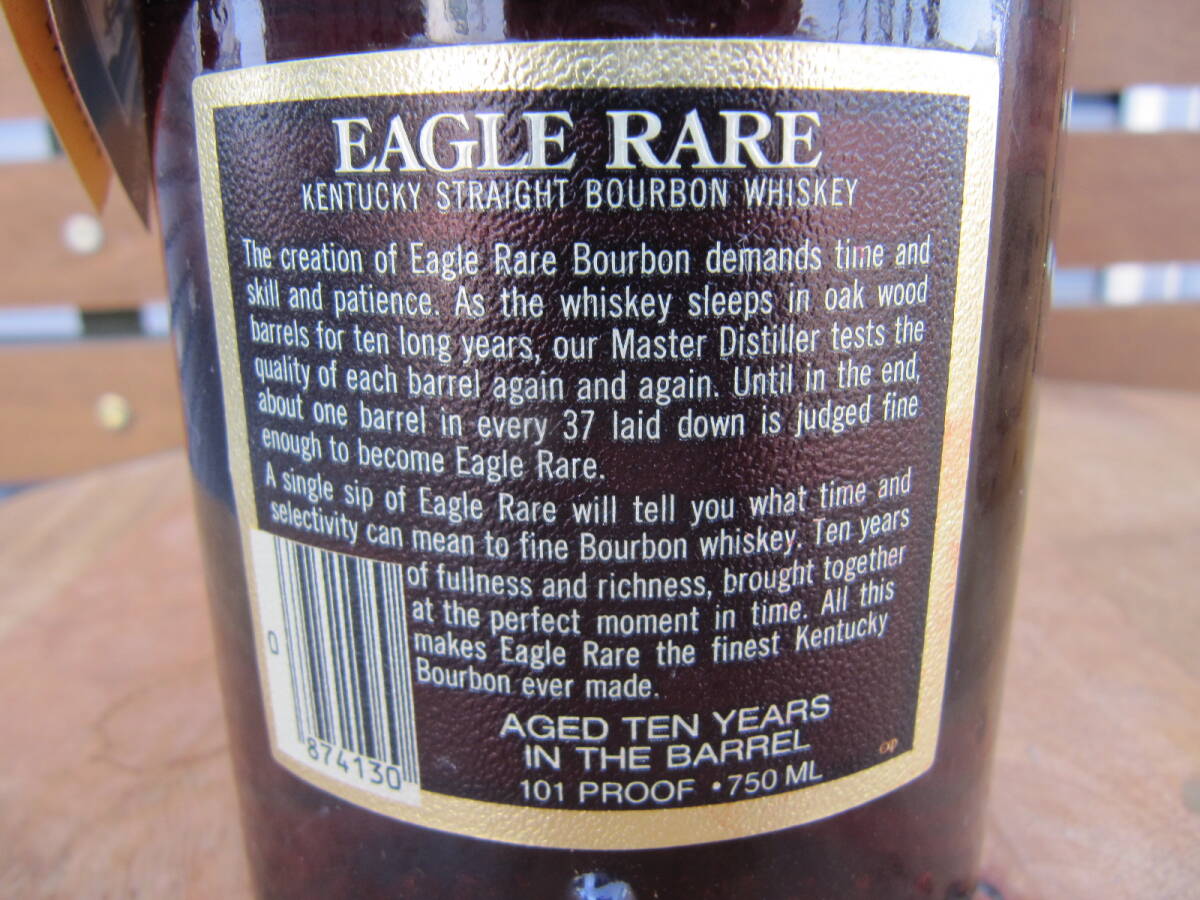 EAGLE RARE
KENTUCKY STRAIGHT BOURBON WHISKEY
The creation of Eagle Rare Bourbon demands time and
skill and patience. As the whiskey sleeps in oak wood
barrels for ten long years, our Master Distiller tests the
quality of each barrel again and again. Until in the end,
about one barrel in every 37 laid down is judged fine
enough to become Eagle Rare.
A single sip of Eagle Rare will tell you what time and
selectivity can mean to fine Bourbon whiskey. Ten years
of fullness and richness, brought together
at the perfect moment in time. All this
makes Eagle Rare the finest Kentucky
Bourbon ever made.
AGED TEN YEARS
IN THE BARREL
101 PROOF • 750 ML
0
874130